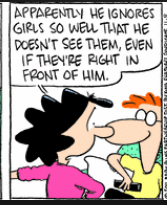 APPARENTLY HE IGNORES
GIRLS SO WELL THAT HE
DOESN'T SEE THEM, EVEN
IF THEY'RE RIGHT IN
FRONT OF HIM.